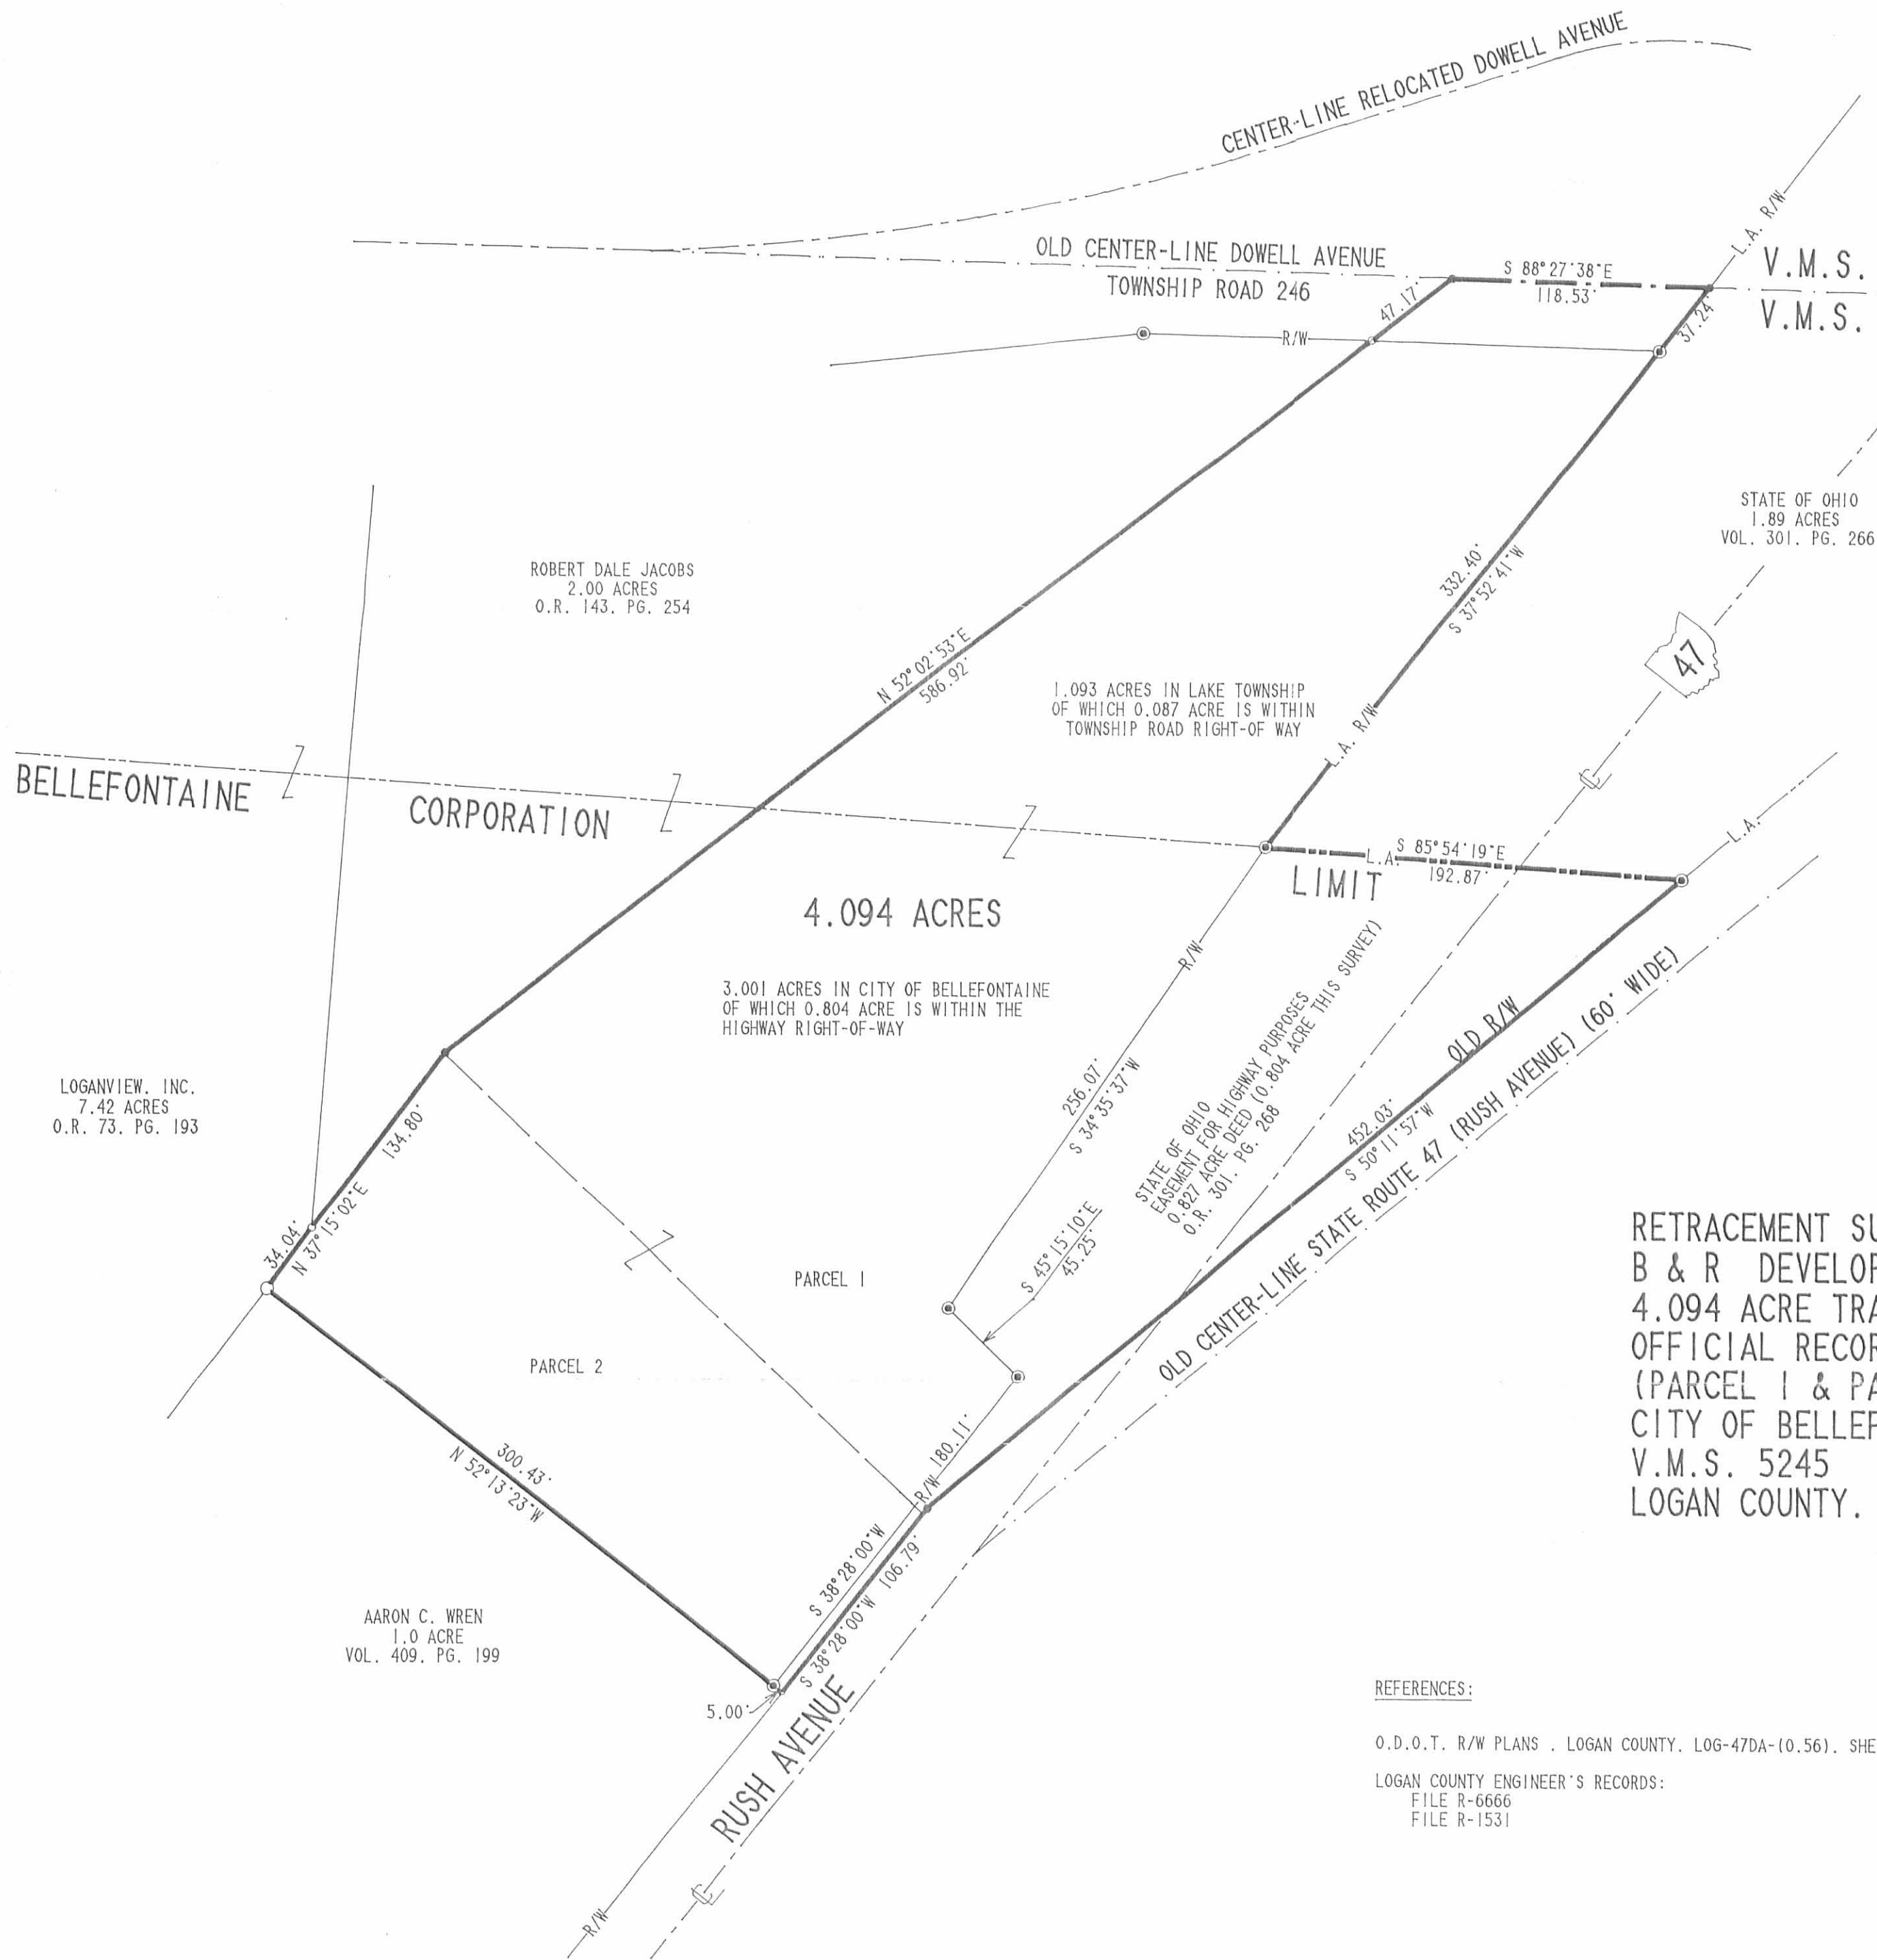 CENTER-LINE RELOCATED DOWELL AVENUE
L.A. R/W
OLD CENTER-LINE DOWELL AVENUE
TOWNSHIP ROAD 246
S 88°27'38"E
118.53'
V.M.S.
V.M.S.
47.17'
37.24'
R/W
STATE OF OHIO
1.89 ACRES
VOL. 301. PG. 266
ROBERT DALE JACOBS
2.00 ACRES
O.R. 143. PG. 254
332.40'
S 37°52'41"W
47
N 52°02'53"E
586.92'
1.093 ACRES IN LAKE TOWNSHIP
OF WHICH 0.087 ACRE IS WITHIN
TOWNSHIP ROAD RIGHT-OF WAY
L.A. R/W
BELLEFONTAINE
CORPORATION
LIMIT
L.A.
S 85°54'19"E
192.87'
L.A.
4.094 ACRES
R/W
3.001 ACRES IN CITY OF BELLEFONTAINE
OF WHICH 0.804 ACRE IS WITHIN THE
HIGHWAY RIGHT-OF-WAY
STATE OF OHIO
EASEMENT FOR HIGHWAY PURPOSES
0.827 ACRE DEED (0.804 ACRE THIS SURVEY)
O.R. 301. PG. 268
OLD R/W
OLD CENTER-LINE STATE ROUTE 47 (RUSH AVENUE) (60' WIDE)
LOGANVIEW. INC.
7.42 ACRES
O.R. 73. PG. 193
134.80'
34.04'
N 37°15'02"E
256.07'
S 34°35'37"W
452.03'
S 50°11'57"W
S 45°15'10"E
45.25'
PARCEL 1
PARCEL 2
RETRACEMENT SU
B & R DEVELOP
4.094 ACRE TRA
OFFICIAL RECOR
(PARCEL 1 & PA
CITY OF BELLEF
V.M.S. 5245
LOGAN COUNTY.
300.43'
N 52°13'23"W
R/W
180.11'
S 38°28'00"W
S 38°28'00"W
106.79'
AARON C. WREN
1.0 ACRE
VOL. 409. PG. 199
5.00'
RUSH AVENUE
R/W
REFERENCES:
O.D.O.T. R/W PLANS . LOGAN COUNTY. LOG-47DA-(0.56). SHE
LOGAN COUNTY ENGINEER'S RECORDS:
FILE R-6666
FILE R-1531